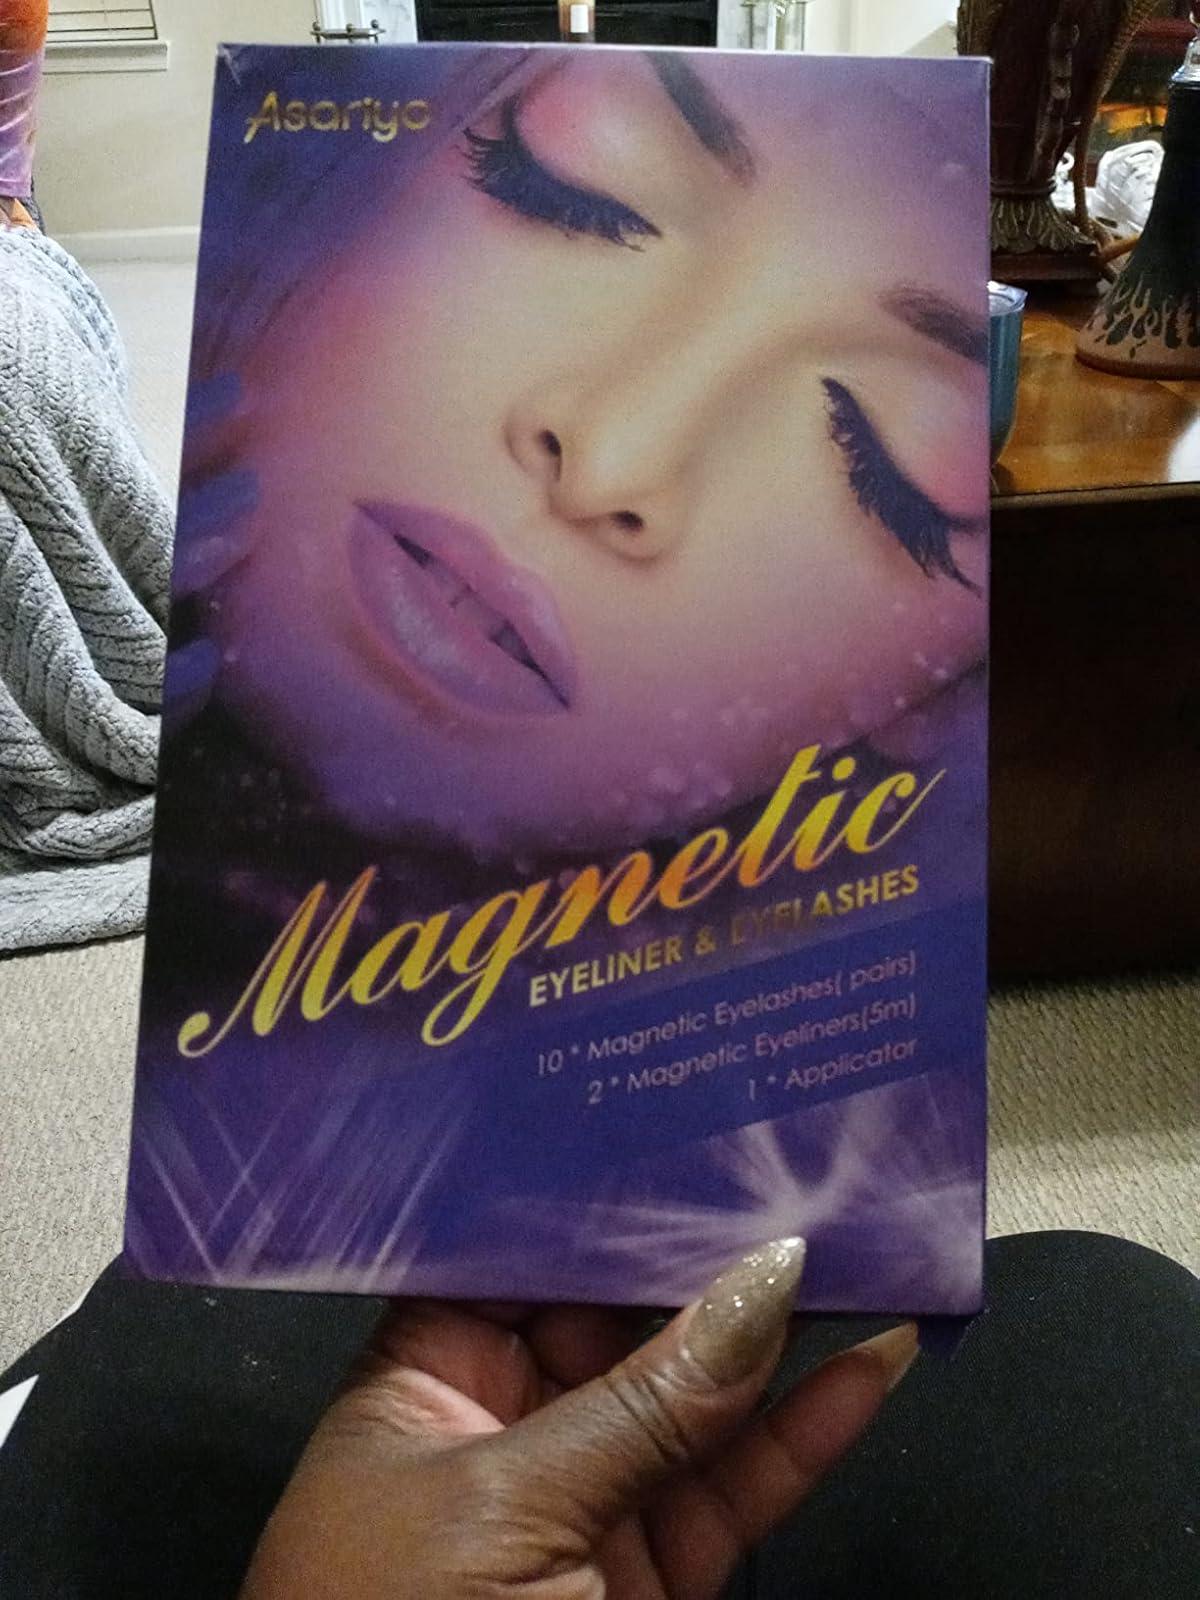 Asariyo
Magnetic
EYELINER & EYELASHES
10 * Magnetic Eyelashes( pairs)
2 * Magnetic Eyeliners(5m)
1 * Applicator